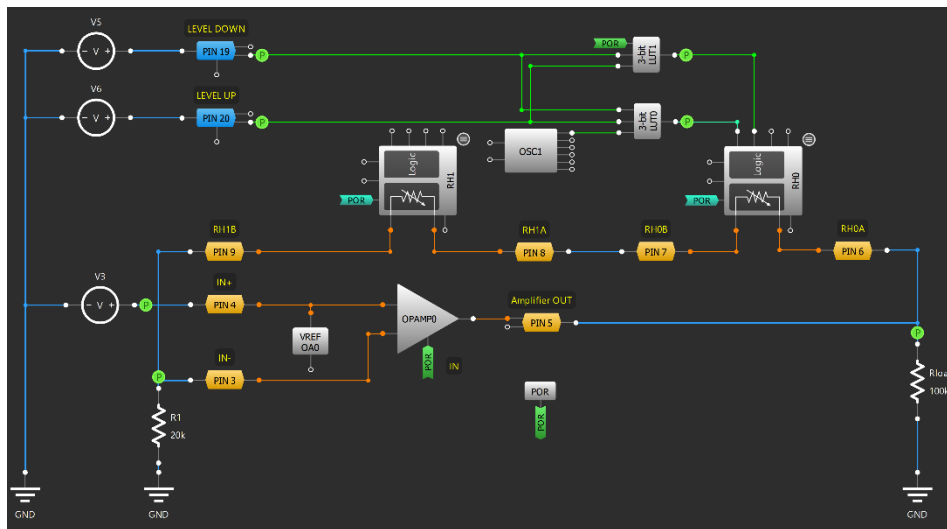 V5
LEVEL DOWN
− V +
PIN 19
P
POR
3-bit
LUT1
P
V6
LEVEL UP
− V +
PIN 20
P
3-bit
LUT0
P
OSC1
Logic
RH1
POR
Logic
RH0
POR
RH1B
PIN 9
RH1A
PIN 8
RH0B
PIN 7
RH0A
PIN 6
V3
− V +
P
IN+
PIN 4
VREF
OA0
OPAMP0
POR
IN
Amplifier OUT
PIN 5
P
IN-
PIN 3
P
R1
20k
POR
POR
Rloa
100k
GND
GND
GND